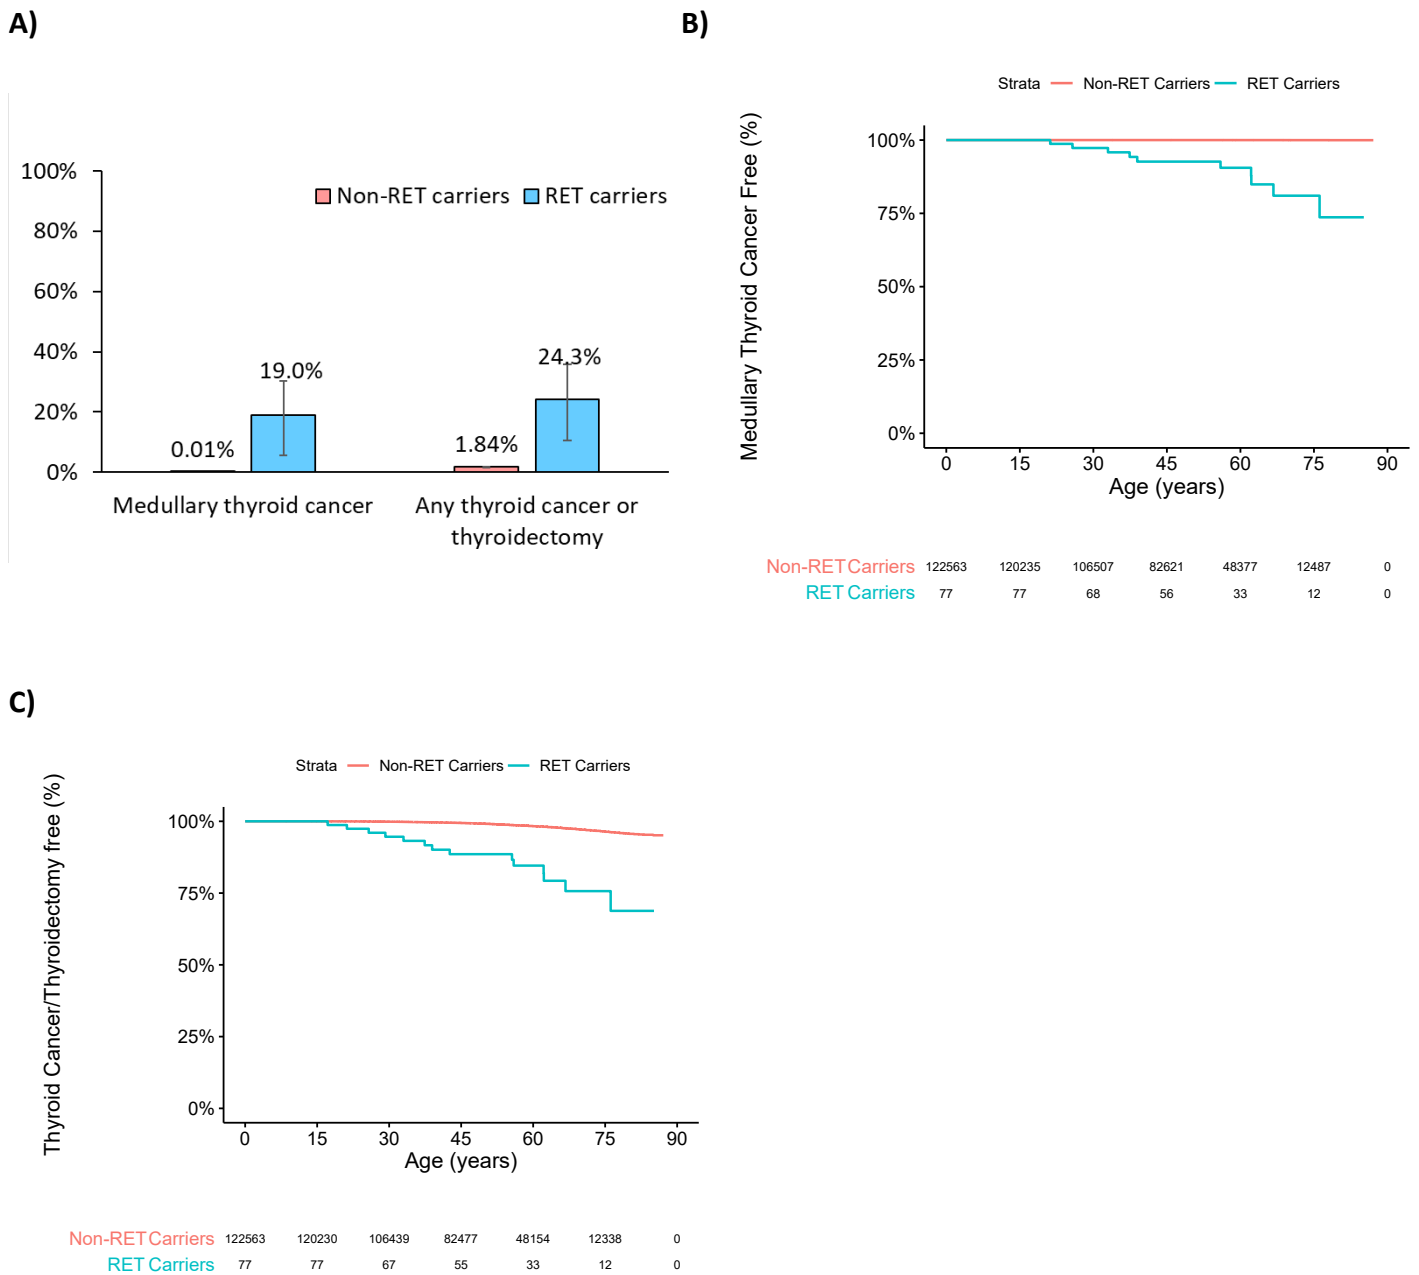 A)
100%
80%
60%
40%
20%
0%
Non-RET carriers
RET carriers
0.01%
19.0%
1.84%
24.3%
Medullary thyroid cancer
Any thyroid cancer or
thyroidectomy
B)
Strata Non-RET Carriers RET Carriers
Medullary Thyroid Cancer Free (%)
100%
75%
50%
25%
0%
0 15 30 45 60 75 90
Age (years)
Non-RET Carriers 122563 120235 106507 82621 48377 12487 0
RET Carriers 77 77 68 56 33 12 0
C)
Strata Non-RET Carriers RET Carriers
Thyroid Cancer/Thyroidectomy free (%)
100%
75%
50%
25%
0%
0 15 30 45 60 75 90
Age (years)
Non-RET Carriers 122563 120230 106439 82477 48154 12338 0
RET Carriers 77 77 67 55 33 12 0